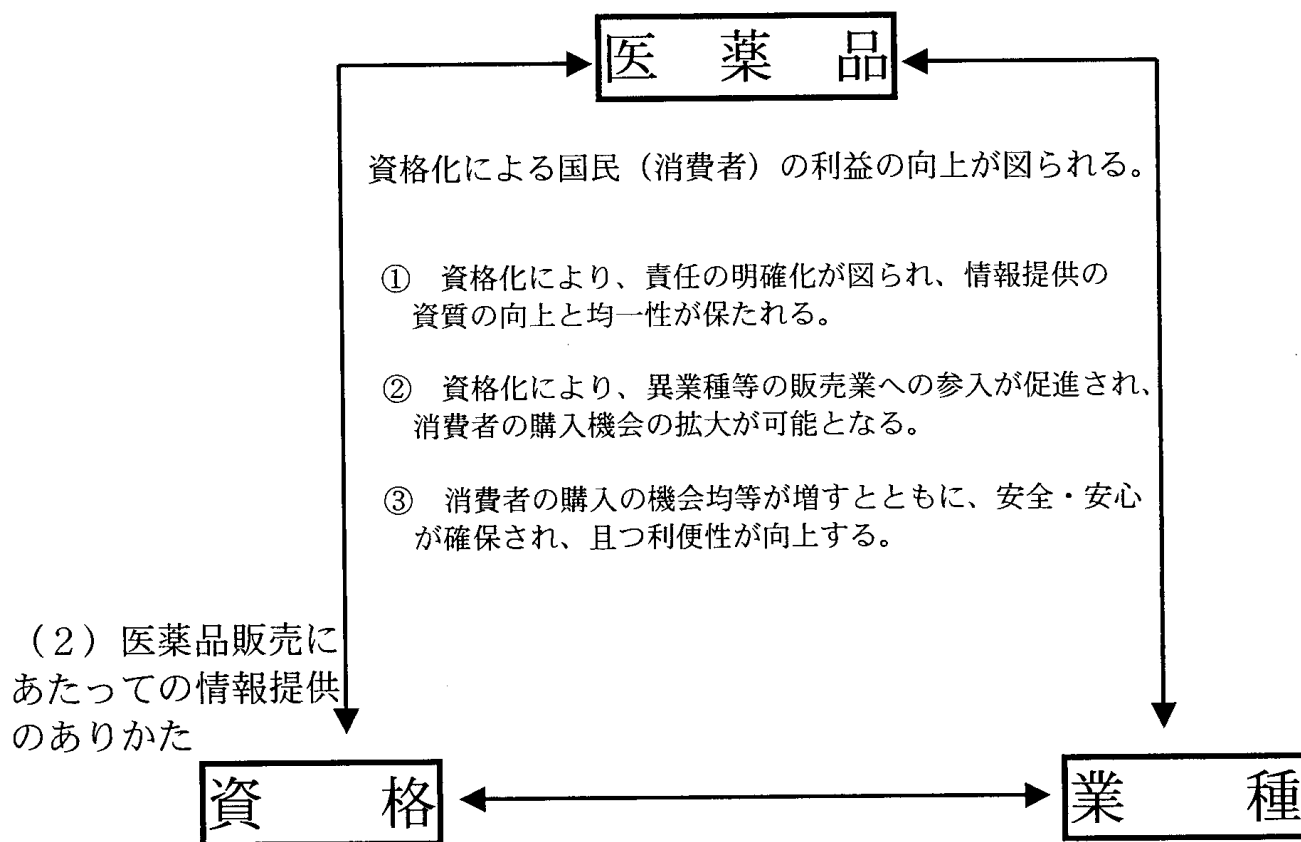 医 薬 品
資格化による国民（消費者）の利益の向上が図られる。
① 資格化により、責任の明確化が図られ、情報提供の
資質の向上と均一性が保たれる。
② 資格化により、異業種等の販売業への参入が促進され、
消費者の購入機会の拡大が可能となる。
③ 消費者の購入の機会均等が増すとともに、安全・安心
が確保され、且つ利便性が向上する。
（２）医薬品販売に
あたっての情報提供
のありかた
資 格
業 種